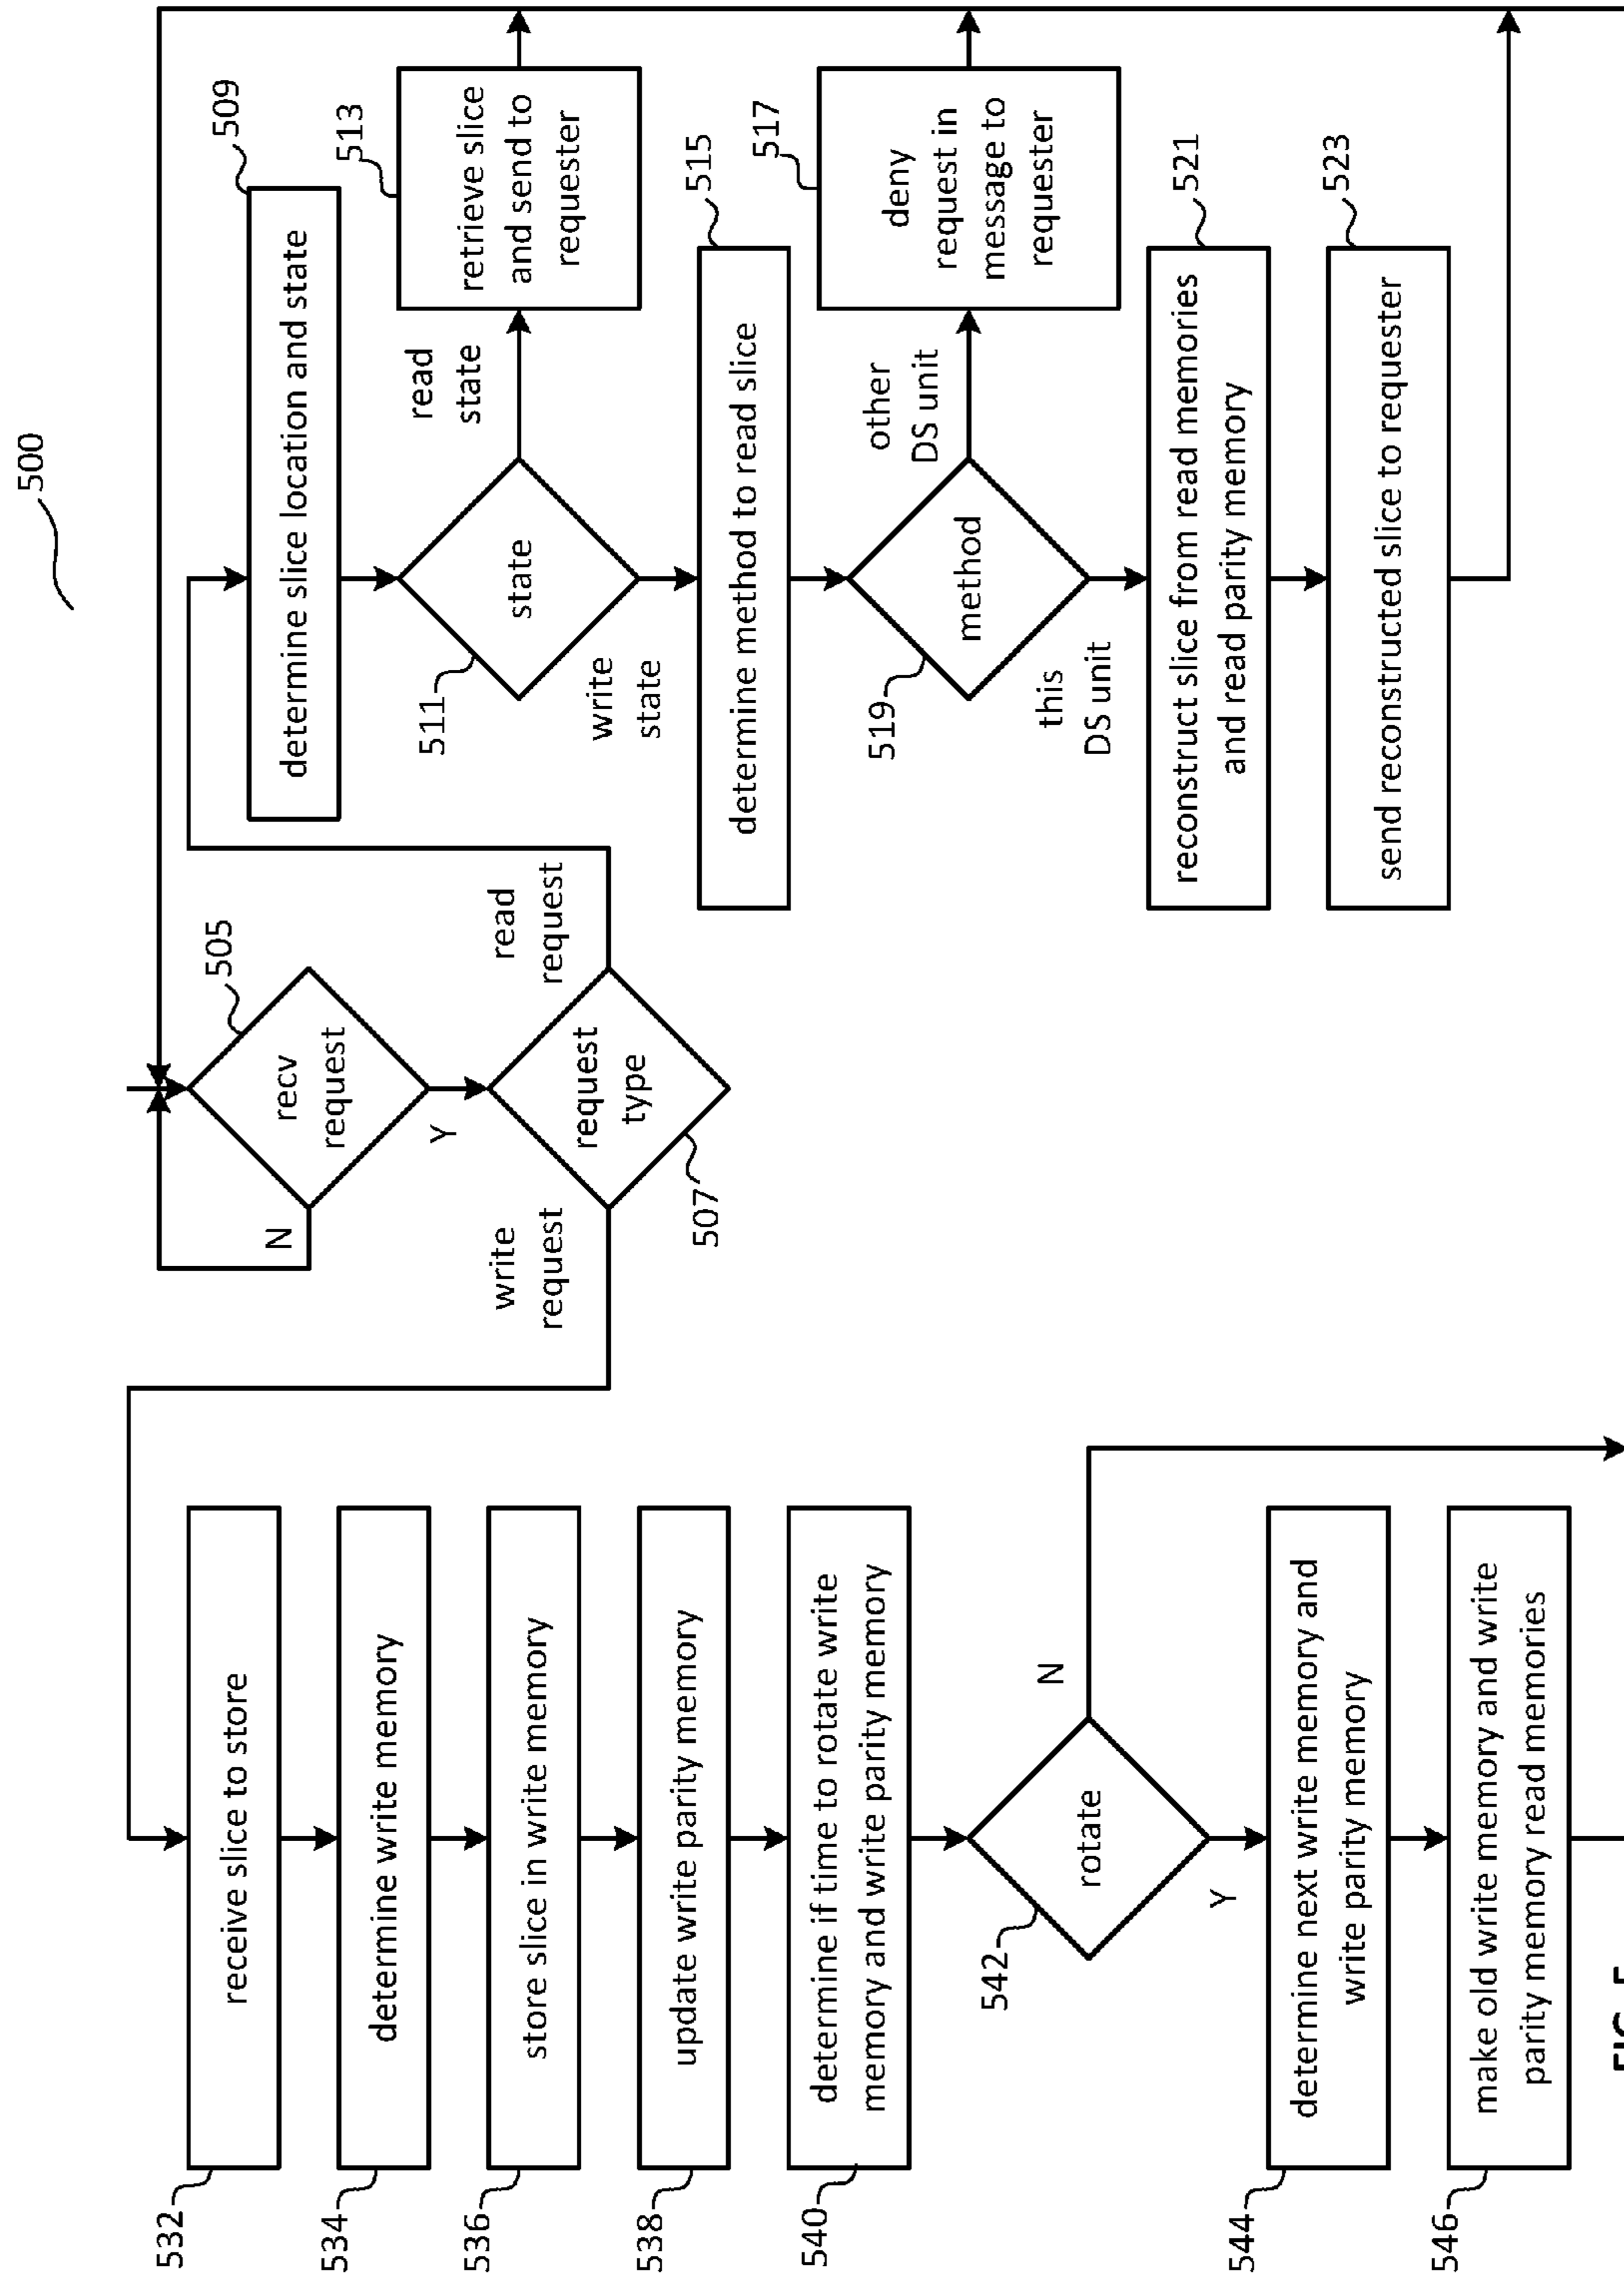 500
505
recv
request
N
Y
507
request
type
write
request
read
request
509
determine slice location and state
511
state
read
state
write
state
513
retrieve slice
and send to
requester
515
determine method to read slice
519
method
other
DS unit
this
DS unit
517
deny
request in
message to
requester
521
reconstruct slice from read memories
and read parity memory
523
send reconstructed slice to requester
532
receive slice to store
534
determine write memory
536
store slice in write memory
538
update write parity memory
540
determine if time to rotate write
memory and write parity memory
542
rotate
N
Y
544
determine next write memory and
write parity memory
546
make old write memory and write
parity memory read memories